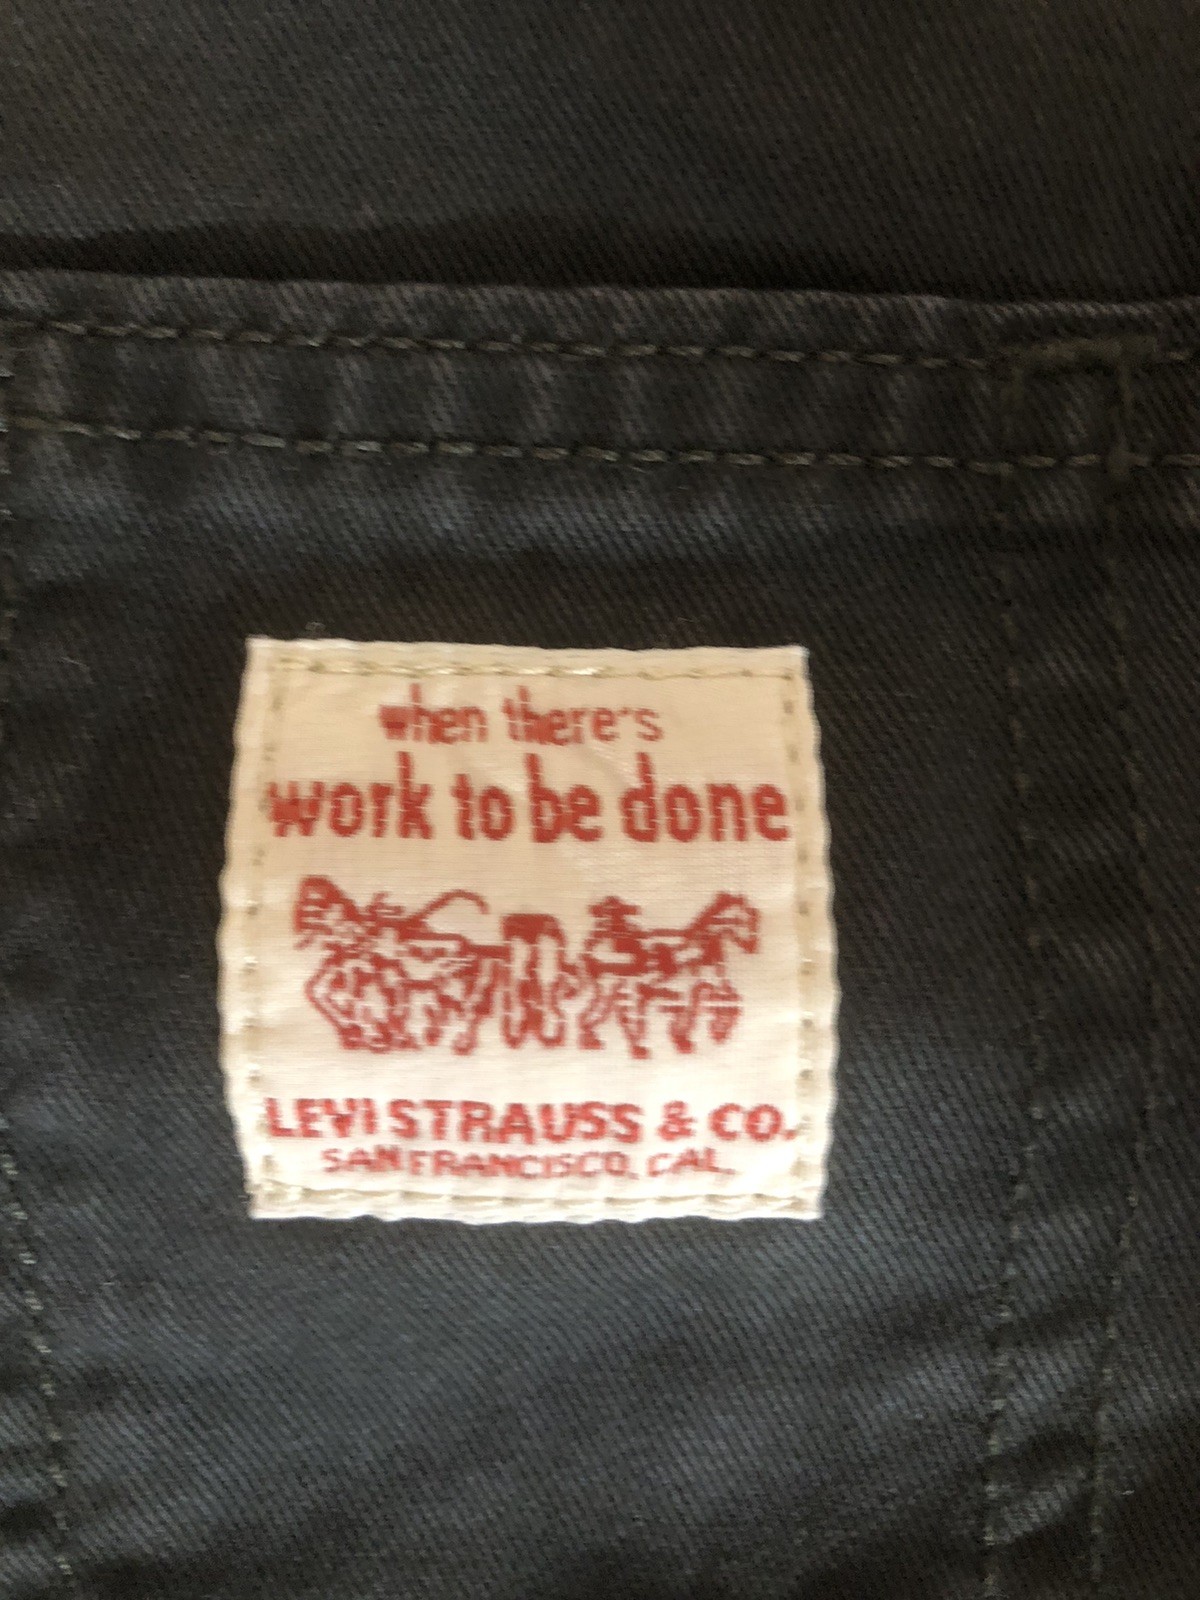 when there's
work to be done
LEVI STRAUSS & CO.
SAN FRANCISCO, CAL.